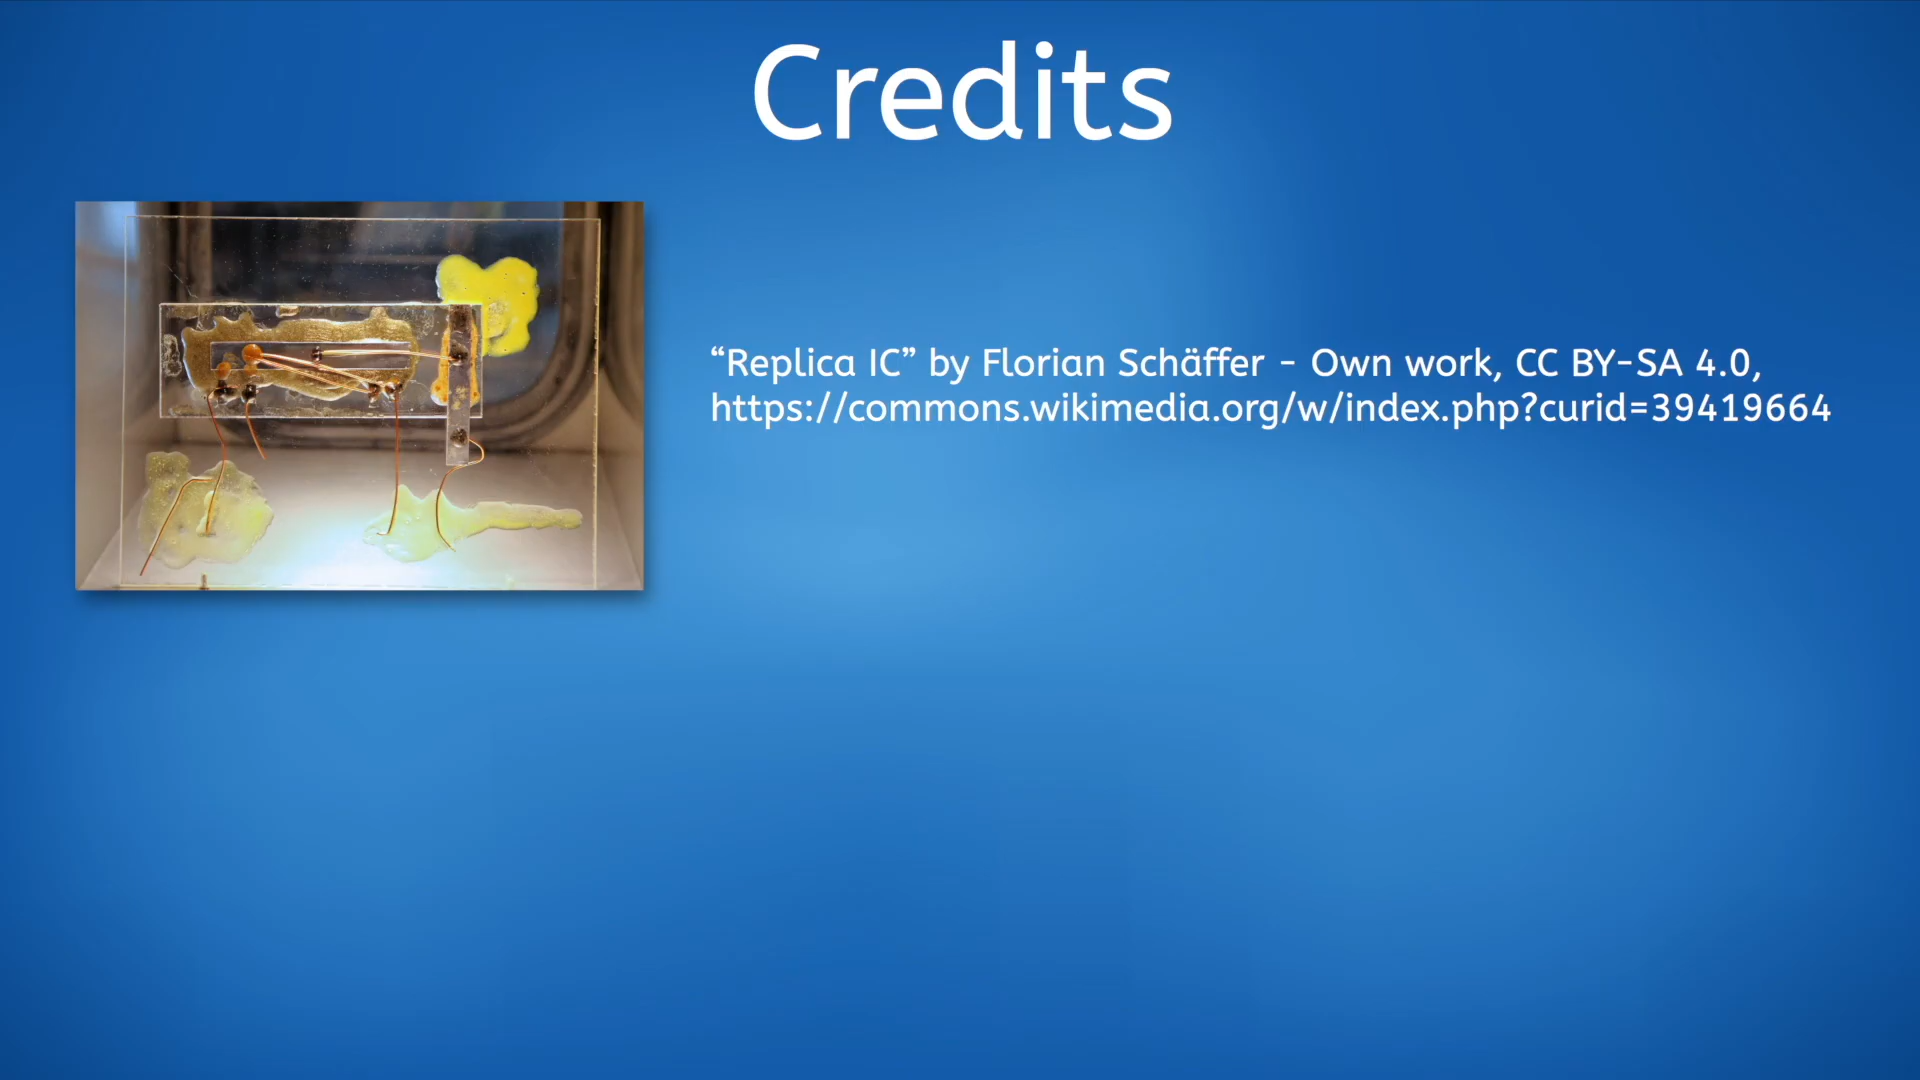 Credits
“Replica IC” by Florian Schäffer - Own work, CC BY-SA 4.0,
https://commons.wikimedia.org/w/index.php?curid=39419664